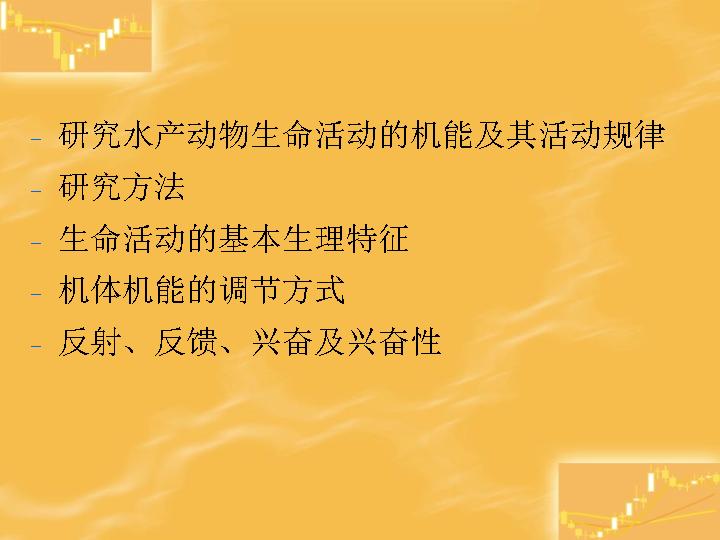 – 研究水产动物生命活动的机能及其活动规律
– 研究方法
– 生命活动的基本生理特征
– 机体机能的调节方式
– 反射、反馈、兴奋及兴奋性